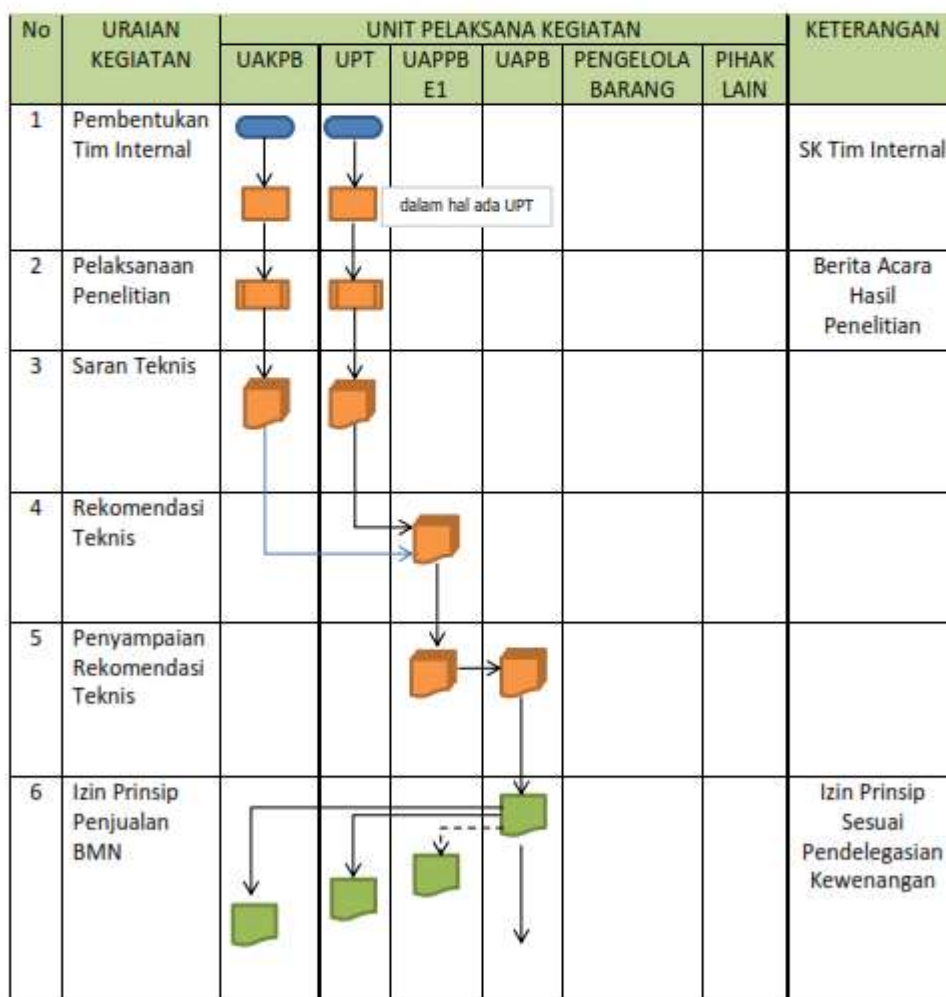 No
URAIAN
KEGIATAN
UNIT PELAKSANA KEGIATAN
KETERANGAN
UAKPB
UPT
UAPPB
E1
UAPB
PENGELOLA
BARANG
PIHAK
LAIN
1
Pembentukan
Tim Internal
SK Tim Internal
dalam hal ada UPT
2
Pelaksanaan
Penelitian
Berita Acara
Hasil
Penelitian
3
Saran Teknis
4
Rekomendasi
Teknis
5
Penyampaian
Rekomendasi
Teknis
6
Izin Prinsip
Penjualan
BMN
Izin Prinsip
Sesuai
Pendelegasian
Kewenangan